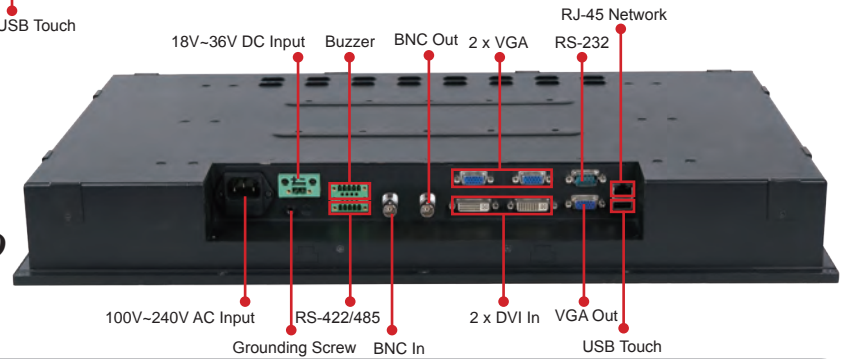 USB Touch
RJ-45 Network
18V~36V DC Input Buzzer BNC Out 2 x VGA RS-232
100V~240V AC Input RS-422/485 2 x DVI In VGA Out
Grounding Screw BNC In USB Touch